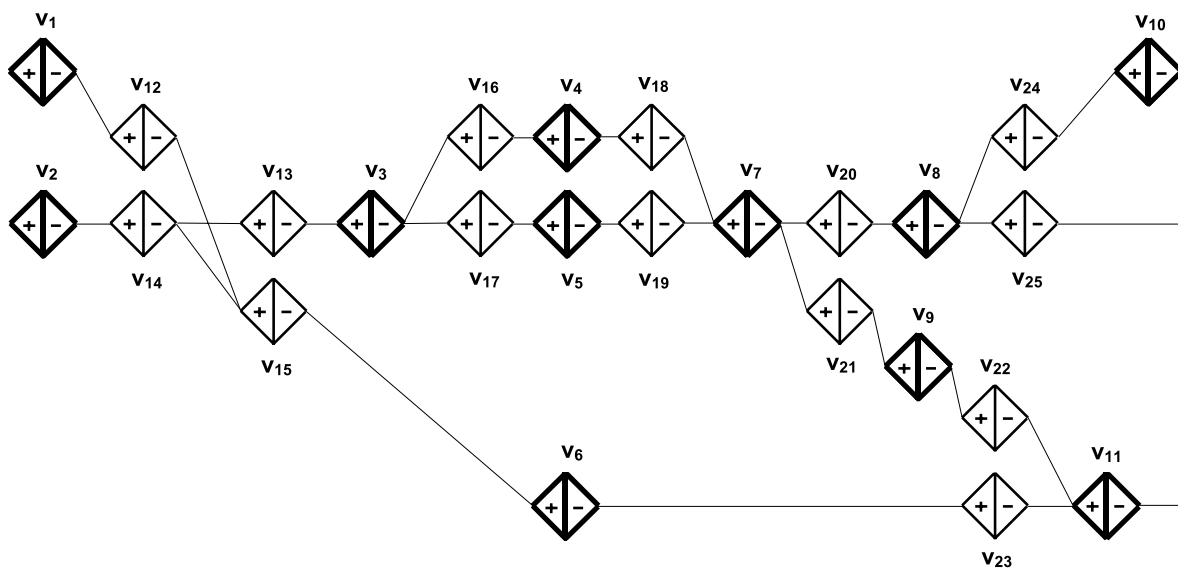 v1
v10
+ -
+ -
v12
v16
v4
v18
v24
+ -
+ -
+ -
+ -
+ -
v2
v13
v3
v7
v20
v8
+ -
+ -
+ -
+ -
+ -
+ -
+ -
+ -
+ -
+ -
+ -
v14
v17
v5
v19
v25
+ -
+ -
v9
v15
v21
+ -
v22
+ -
v6
v11
+ -
+ -
+ -
v23